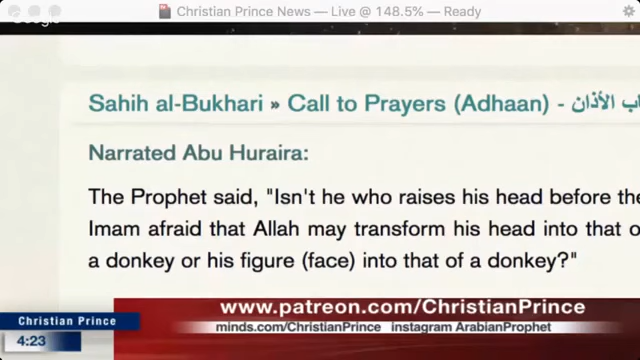 Christian Prince News — Live @ 148.5% — Ready
Sahih al-Bukhari » Call to Prayers (Adhaan) - الأذان
Narrated Abu Huraira:
The Prophet said, "Isn't he who raises his head before the
Imam afraid that Allah may transform his head into that o
a donkey or his figure (face) into that of a donkey?"
www.patreon.com/ChristianPrince
Christian Prince
minds.com/ChristianPrince instagram ArabianProphet
4:23